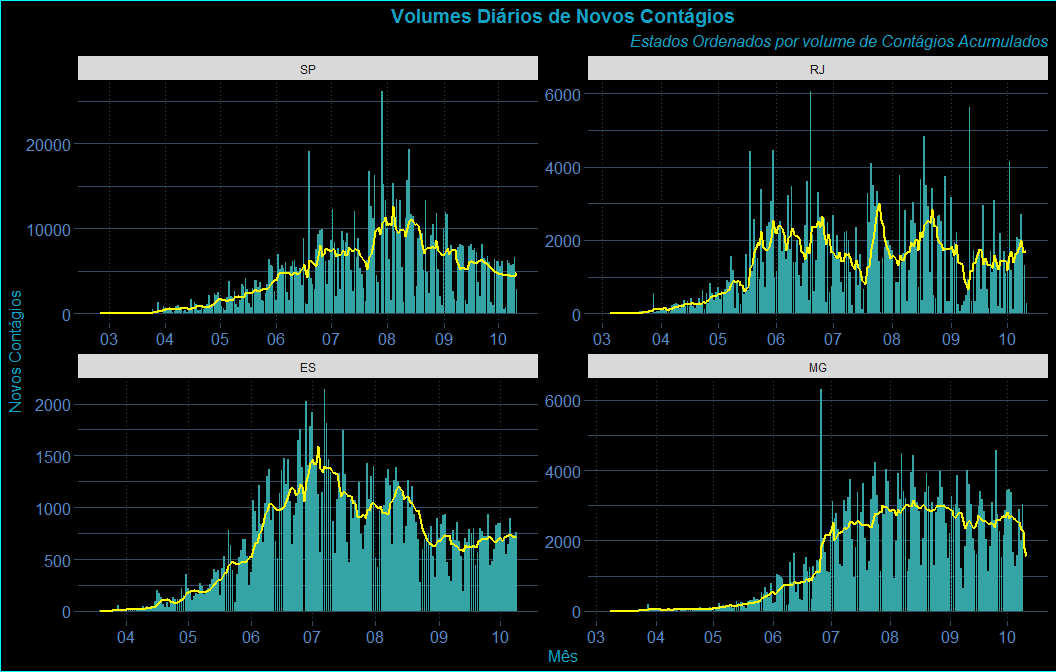 Volumes Diários de Novos Contágios
Estados Ordenados por volume de Contágios Acumulados
SP
20000
10000
0
03 04 05 06 07 08 09 10
RJ
6000
4000
2000
0
03 04 05 06 07 08 09 10
Novos Contágios
ES
2000
1500
1000
500
0
04 05 06 07 08 09 10
MG
6000
4000
2000
0
03 04 05 06 07 08 09 10
Mês